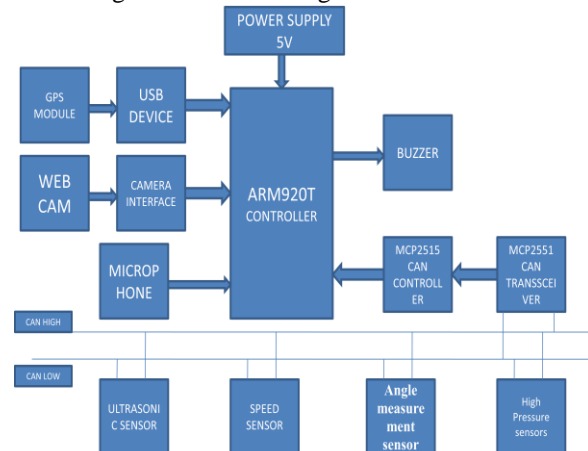 POWER SUPPLY
5V
GPS
MODULE
USB
DEVICE
WEB
CAM
CAMERA
INTERFACE
ARM920T
CONTROLLER
BUZZER
MICROP
HONE
MCP2515
CAN
CONTROLL
ER
MCP2551
CAN
TRANSSCEI
VER
CAN HIGH
CAN LOW
ULTRASONI
C SENSOR
SPEED
SENSOR
Angle
measure
ment
sensor
High
Pressure
sensors